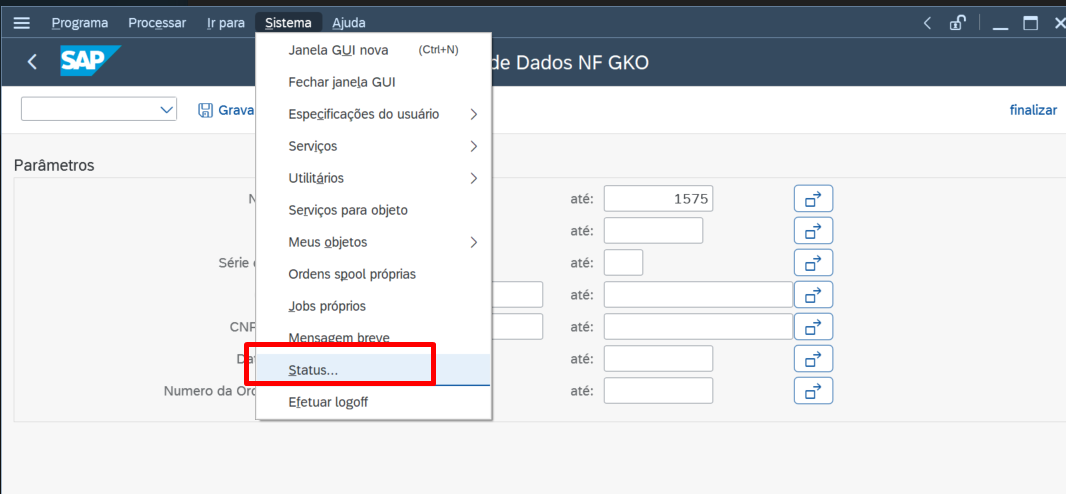 Programa Processar Ir para Sistema Ajuda
SAP
de Dados NF GKO
Janela GUI nova (Ctrl+N)
Fechar janela GUI
Especificações do usuário
Serviços
Utilitários
Serviços para objeto
Meus objetos
Ordens spool próprias
Jobs próprios
Mensagem breve
Status...
Efetuar logoff
Grava
finalizar
Parâmetros
até: 1575
até:
Série
até:
até:
CNP
até:
até:
Numero da Ord
até: